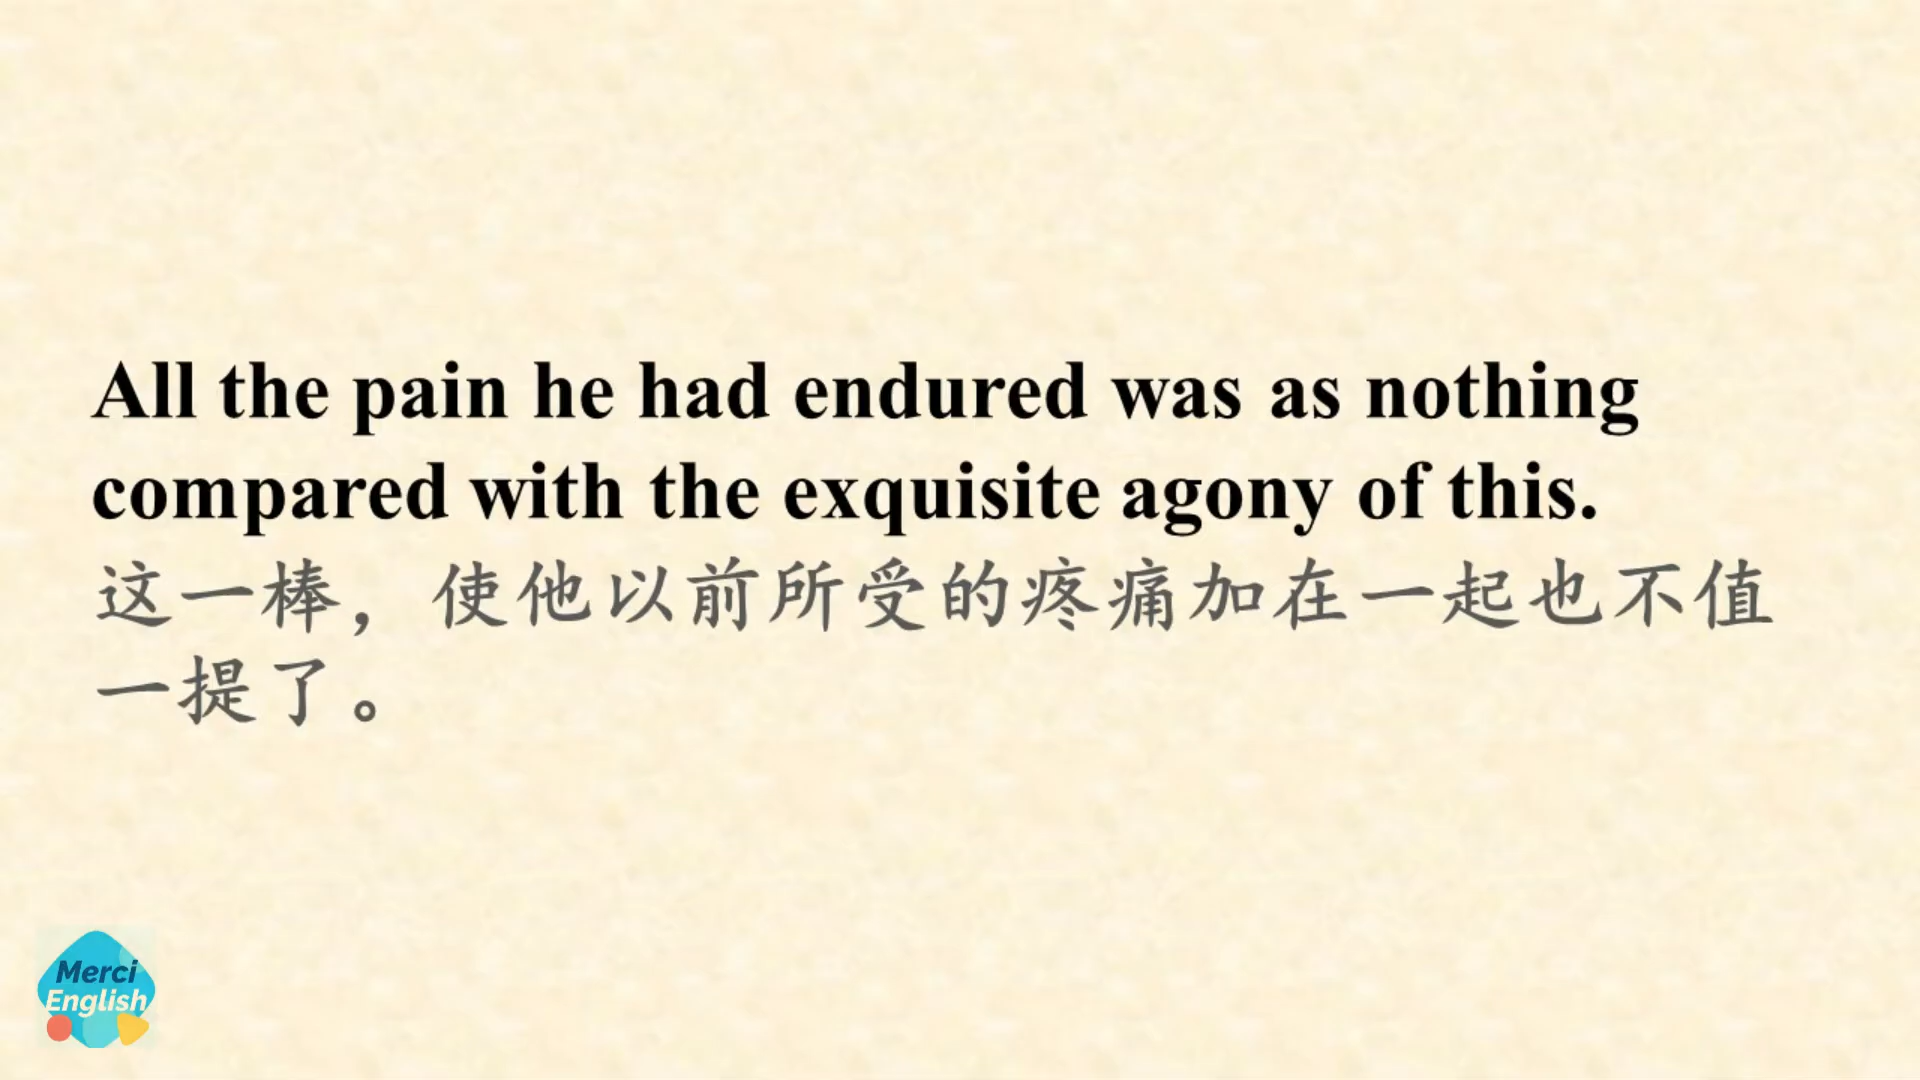 All the pain he had endured was as nothing
compared with the exquisite agony of this.
这一棒，使他以前所受的疼痛加在一起也不值
一提了。
Merci
English